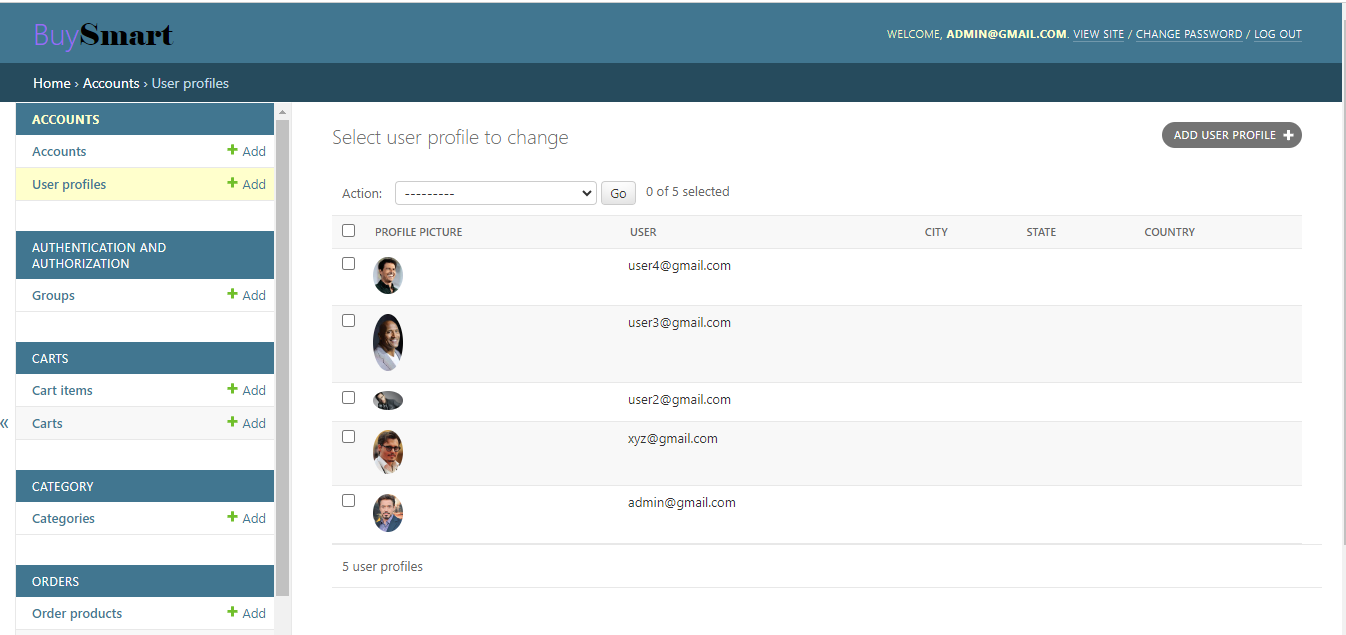 BuySmart
WELCOME, ADMIN@GMAIL.COM. VIEW SITE / CHANGE PASSWORD / LOG OUT
Home › Accounts › User profiles
ACCOUNTS
Accounts + Add
User profiles + Add
AUTHENTICATION AND
AUTHORIZATION
Groups + Add
CARTS
Cart items + Add
Carts + Add
CATEGORY
Categories + Add
ORDERS
Order products + Add
«
Select user profile to change
ADD USER PROFILE +
Action: --------- Go 0 of 5 selected
PROFILE PICTURE USER CITY STATE COUNTRY
user4@gmail.com
user3@gmail.com
user2@gmail.com
xyz@gmail.com
admin@gmail.com
5 user profiles